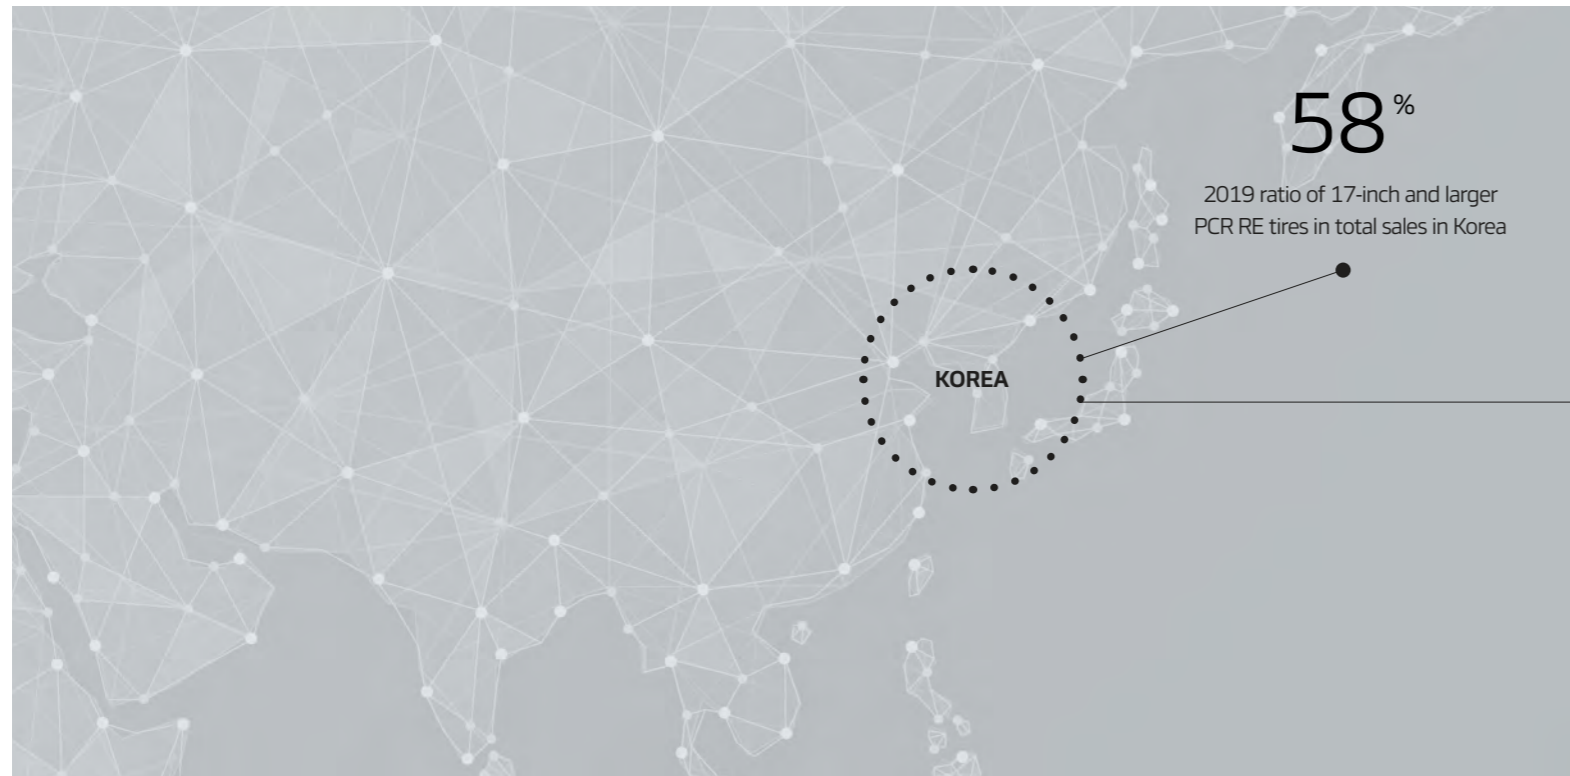 58%
2019 ratio of 17-inch and larger
PCR RE tires in total sales in Korea
KOREA